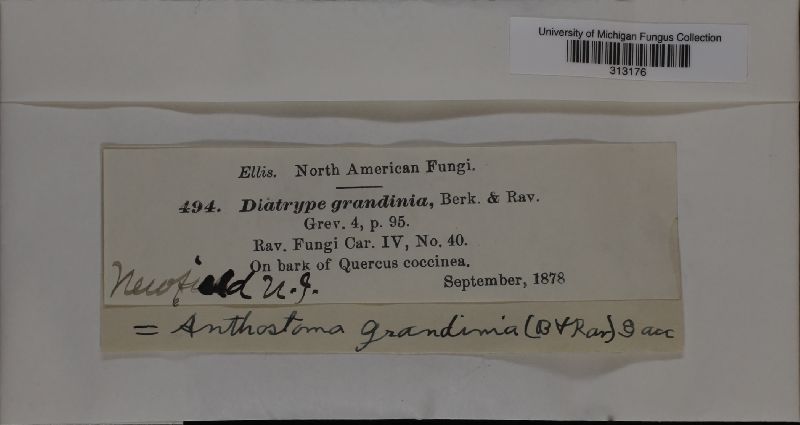 University of Michigan Fungus Collection
313176
Ellis. North American Fungi.
494. Diatrype grandinia, Berk. & Rav.
Grev. 4, p. 95.
Rav. Fungi Car. IV, No. 40.
On bark of Quercus coccinea.
Newfield N.J. September, 1878
= Anthostoma grandinia (B & Rav) Sacc